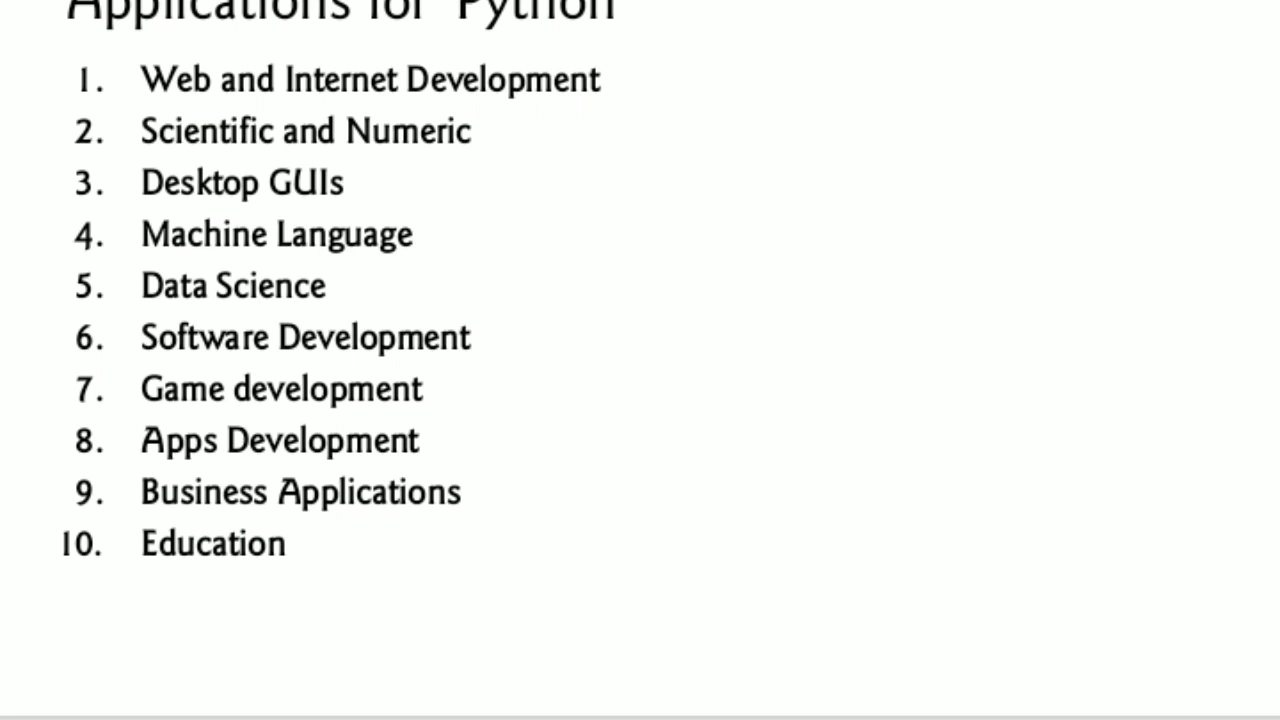 Applications for Python
1. Web and Internet Development
2. Scientific and Numeric
3. Desktop GUIs
4. Machine Language
5. Data Science
6. Software Development
7. Game development
8. Apps Development
9. Business Applications
10. Education